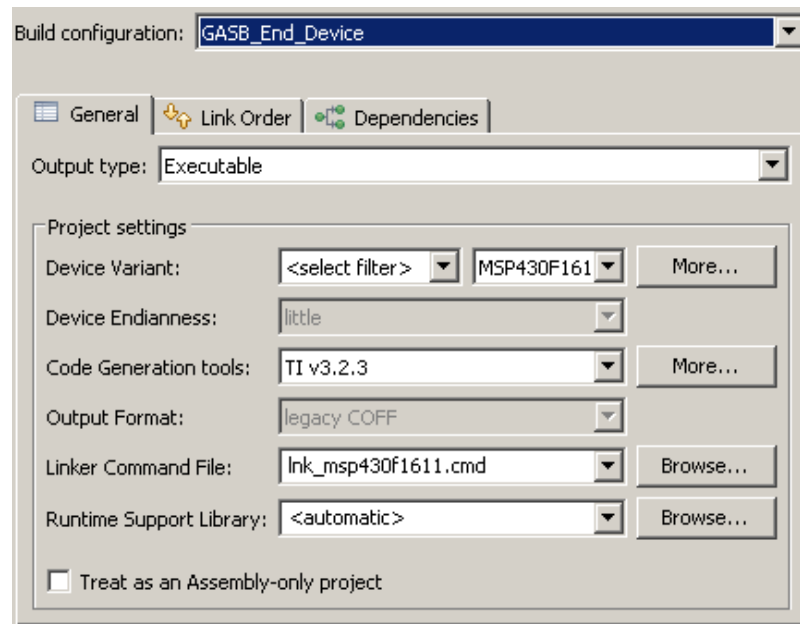 Build configuration: GASB_End_Device
General Link Order Dependencies
Output type: Executable
Project settings
Device Variant: <select filter> MSP430F161 More...
Device Endianness: little
Code Generation tools: TI v3.2.3 More...
Output Format: legacy COFF
Linker Command File: lnk_msp430f1611.cmd Browse...
Runtime Support Library: <automatic> Browse...
Treat as an Assembly-only project